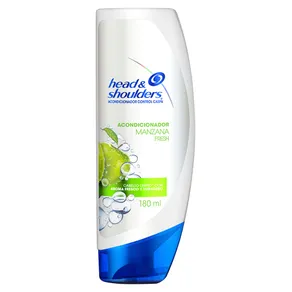 head&
shoulders
ACONDICIONADOR CONTROL CASPA
ACONDICIONADOR
MANZANA
FRESH
180 ml